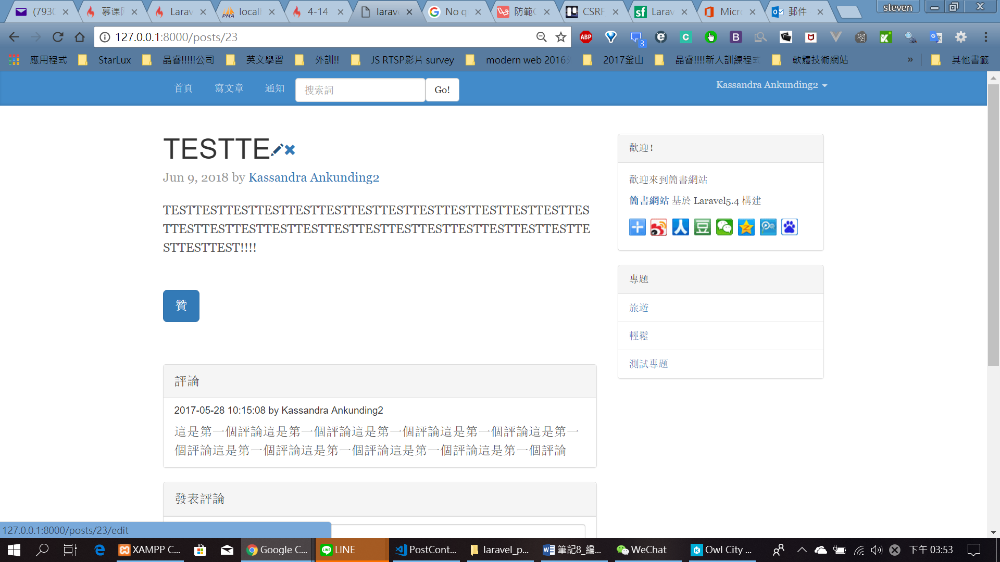 (793(
慕课网
Larav
PMA
locall
4-14
larave
No q
防範C
CSRF
Larav
Micr
郵件
steven
127.0.0.1:8000/posts/23
ABP
3
應用程式
StarLux
晶睿!!!!!公司
英文學習
外訓!!
JS RTSP影片 survey
modern web 2016
2017釜山
晶睿!!!!新人訓練程式
軟體技術網站
»
其他書籤
首頁
寫文章
通知
搜索詞
Go!
Kassandra Ankunding2
TESTTE
Jun 9, 2018 by Kassandra Ankunding2
TESTTESTTESTTESTTESTTESTTESTTESTTESTTESTTESTTESTTESTTES
TTESTTESTTESTTESTTESTTESTTESTTESTTESTTESTTESTTESTTESTTE
STTESTTEST!!!!
贊
評論
2017-05-28 10:15:08 by Kassandra Ankunding2
這是第一個評論這是第一個評論這是第一個評論這是第一個評論這是第一
個評論這是第一個評論這是第一個評論這是第一個評論這是第一個評論
發表評論
歡迎!
歡迎來到簡書網站
簡書網站 基於 Laravel5.4 構建
專題
旅遊
輕鬆
測試專題
127.0.0.1:8000/posts/23/edit
XAMPP C...
Google C...
LINE
PostCont...
laravel_p...
筆記8_編...
WeChat
Owl City ...
下午 03:53